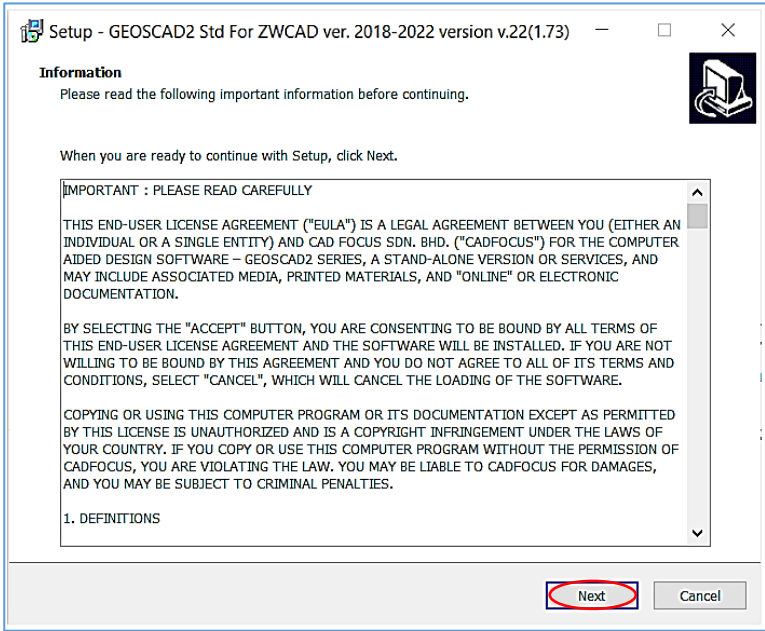 Setup - GEOSCAD2 Std For ZWCAD ver. 2018-2022 version v.22(1.73)
Information
Please read the following important information before continuing.
When you are ready to continue with Setup, click Next.
IMPORTANT : PLEASE READ CAREFULLY
THIS END-USER LICENSE AGREEMENT ("EULA") IS A LEGAL AGREEMENT BETWEEN YOU (EITHER AN
INDIVIDUAL OR A SINGLE ENTITY) AND CAD FOCUS SDN. BHD. ("CADFOCUS") FOR THE COMPUTER
AIDED DESIGN SOFTWARE – GEOSCAD2 SERIES, A STAND-ALONE VERSION OR SERVICES, AND
MAY INCLUDE ASSOCIATED MEDIA, PRINTED MATERIALS, AND "ONLINE" OR ELECTRONIC
DOCUMENTATION.
BY SELECTING THE "ACCEPT" BUTTON, YOU ARE CONSENTING TO BE BOUND BY ALL TERMS OF
THIS END-USER LICENSE AGREEMENT AND THE SOFTWARE WILL BE INSTALLED. IF YOU ARE NOT
WILLING TO BE BOUND BY THIS AGREEMENT AND YOU DO NOT AGREE TO ALL OF ITS TERMS AND
CONDITIONS, SELECT "CANCEL", WHICH WILL CANCEL THE LOADING OF THE SOFTWARE.
COPYING OR USING THIS COMPUTER PROGRAM OR ITS DOCUMENTATION EXCEPT AS PERMITTED
BY THIS LICENSE IS UNAUTHORIZED AND IS A COPYRIGHT INFRINGEMENT UNDER THE LAWS OF
YOUR COUNTRY. IF YOU COPY OR USE THIS COMPUTER PROGRAM WITHOUT THE PERMISSION OF
CADFOCUS, YOU ARE VIOLATING THE LAW. YOU MAY BE LIABLE TO CADFOCUS FOR DAMAGES,
AND YOU MAY BE SUBJECT TO CRIMINAL PENALTIES.
1. DEFINITIONS
Next
Cancel